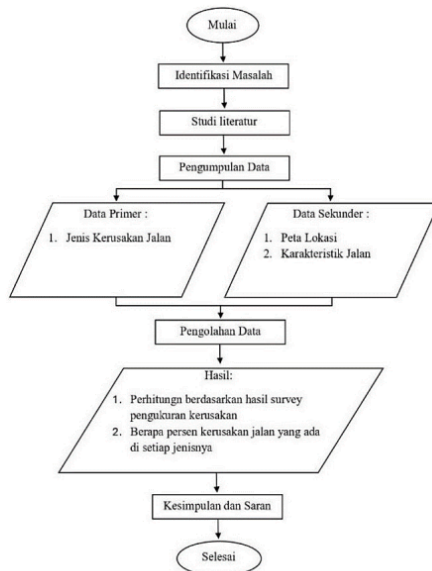 Mulai
Identifikasi Masalah
Studi literatur
Pengumpulan Data
Data Primer :
1. Jenis Kerusakan Jalan
Data Sekunder :
1. Peta Lokasi
2. Karakteristik Jalan
Pengolahan Data
Hasil:
1. Perhitungn berdasarkan hasil survey
pengukuran kerusakan
2. Berapa persen kerusakan jalan yang ada
di setiap jenisnya
Kesimpulan dan Saran
Selesai